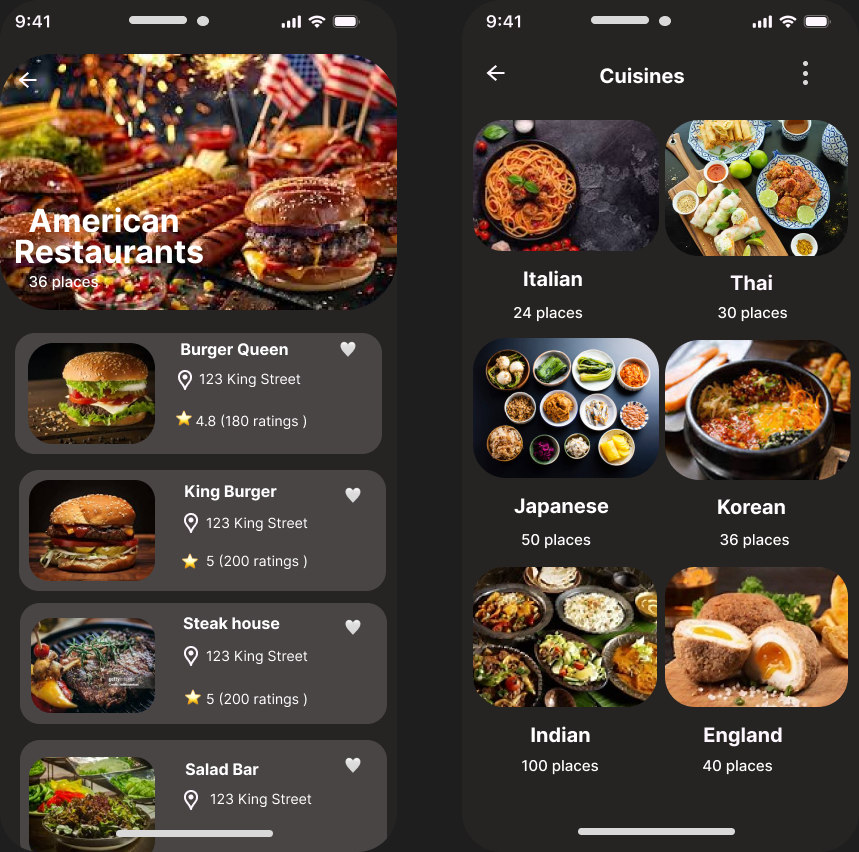 9:41
American
Restaurants
36 places
Burger Queen
123 King Street
4.8 (180 ratings )
King Burger
123 King Street
5 (200 ratings )
Steak house
123 King Street
5 (200 ratings )
Salad Bar
123 King Street
9:41
Cuisines
Italian
Thai
24 places
30 places
Japanese
Korean
50 places
36 places
Indian
England
100 places
40 places